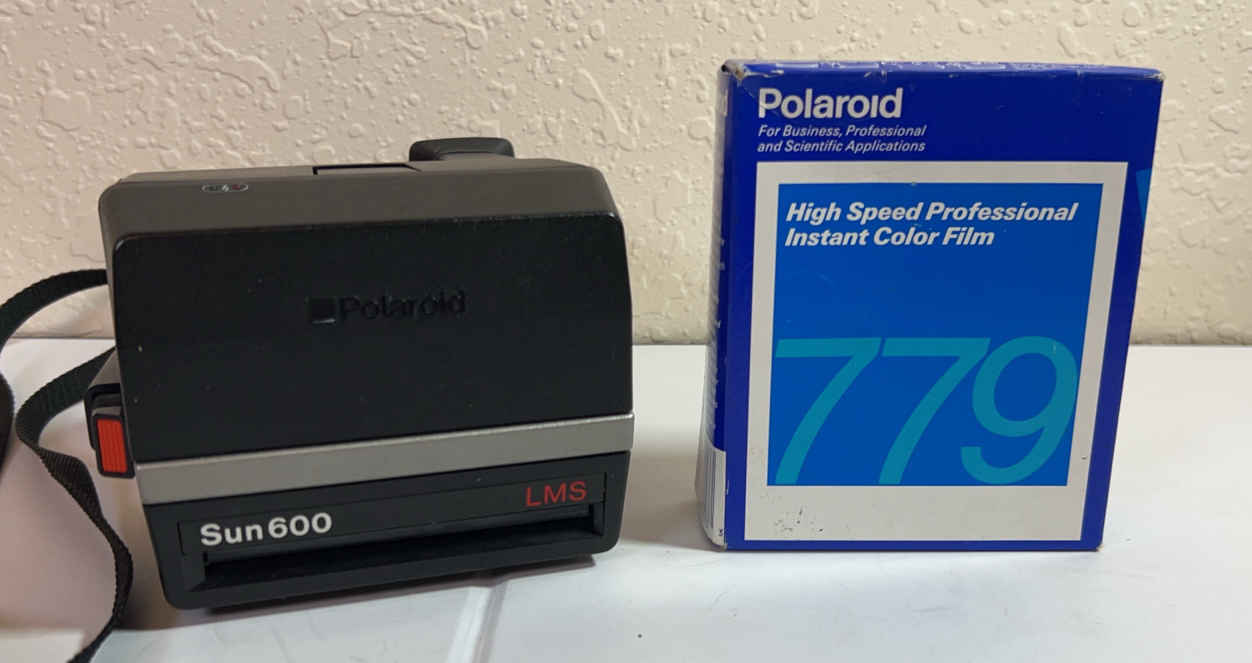 Polaroid
Sun600
LMS
Polaroid
For Business, Professional
and Scientific Applications
High Speed Professional
Instant Color Film
779